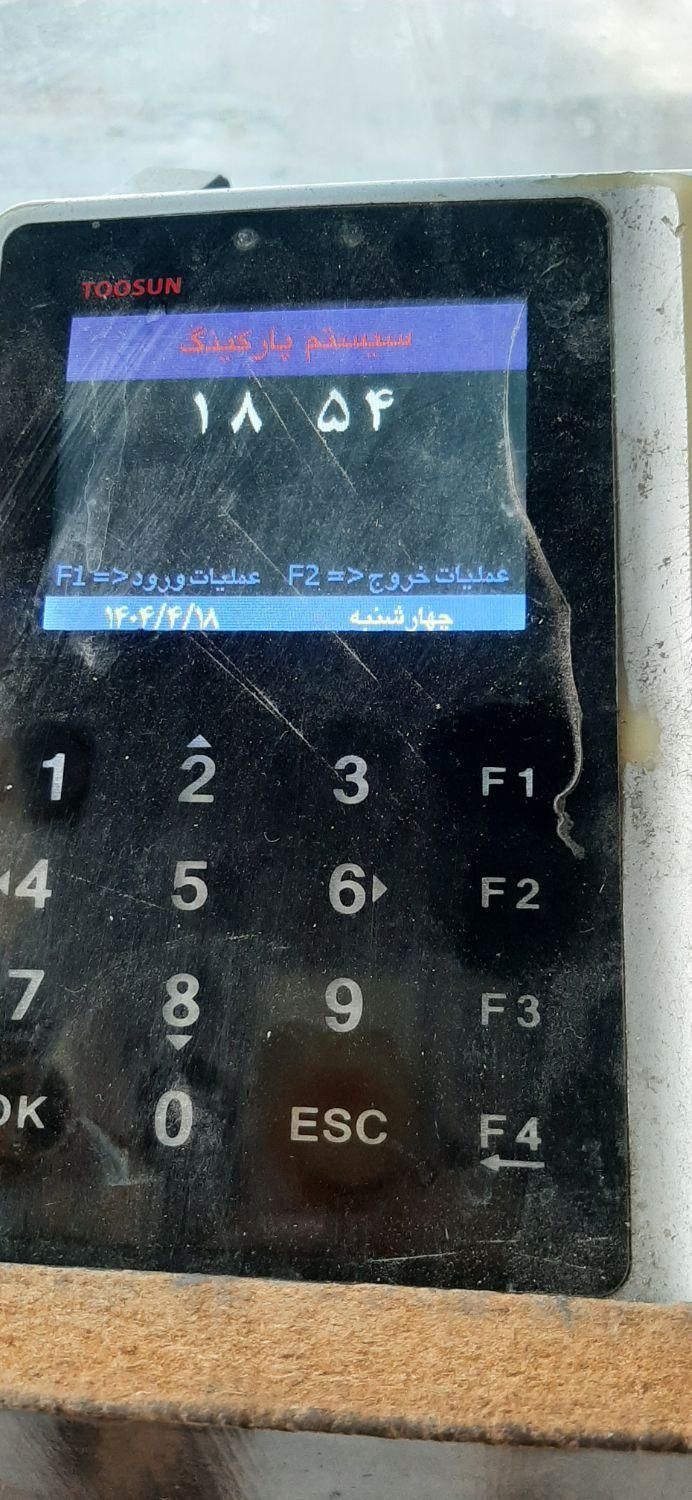 TOOSUN
سیستم پارکینگ
۱۸ ۵۴
F1 =>عملیات ورود F2 =>عملیات خروج
۱۴۰۴/۴/۱۸ چهارشنبه
1 2 3 F1
4 5 6 F2
7 8 9 F3
OK 0 ESC F4